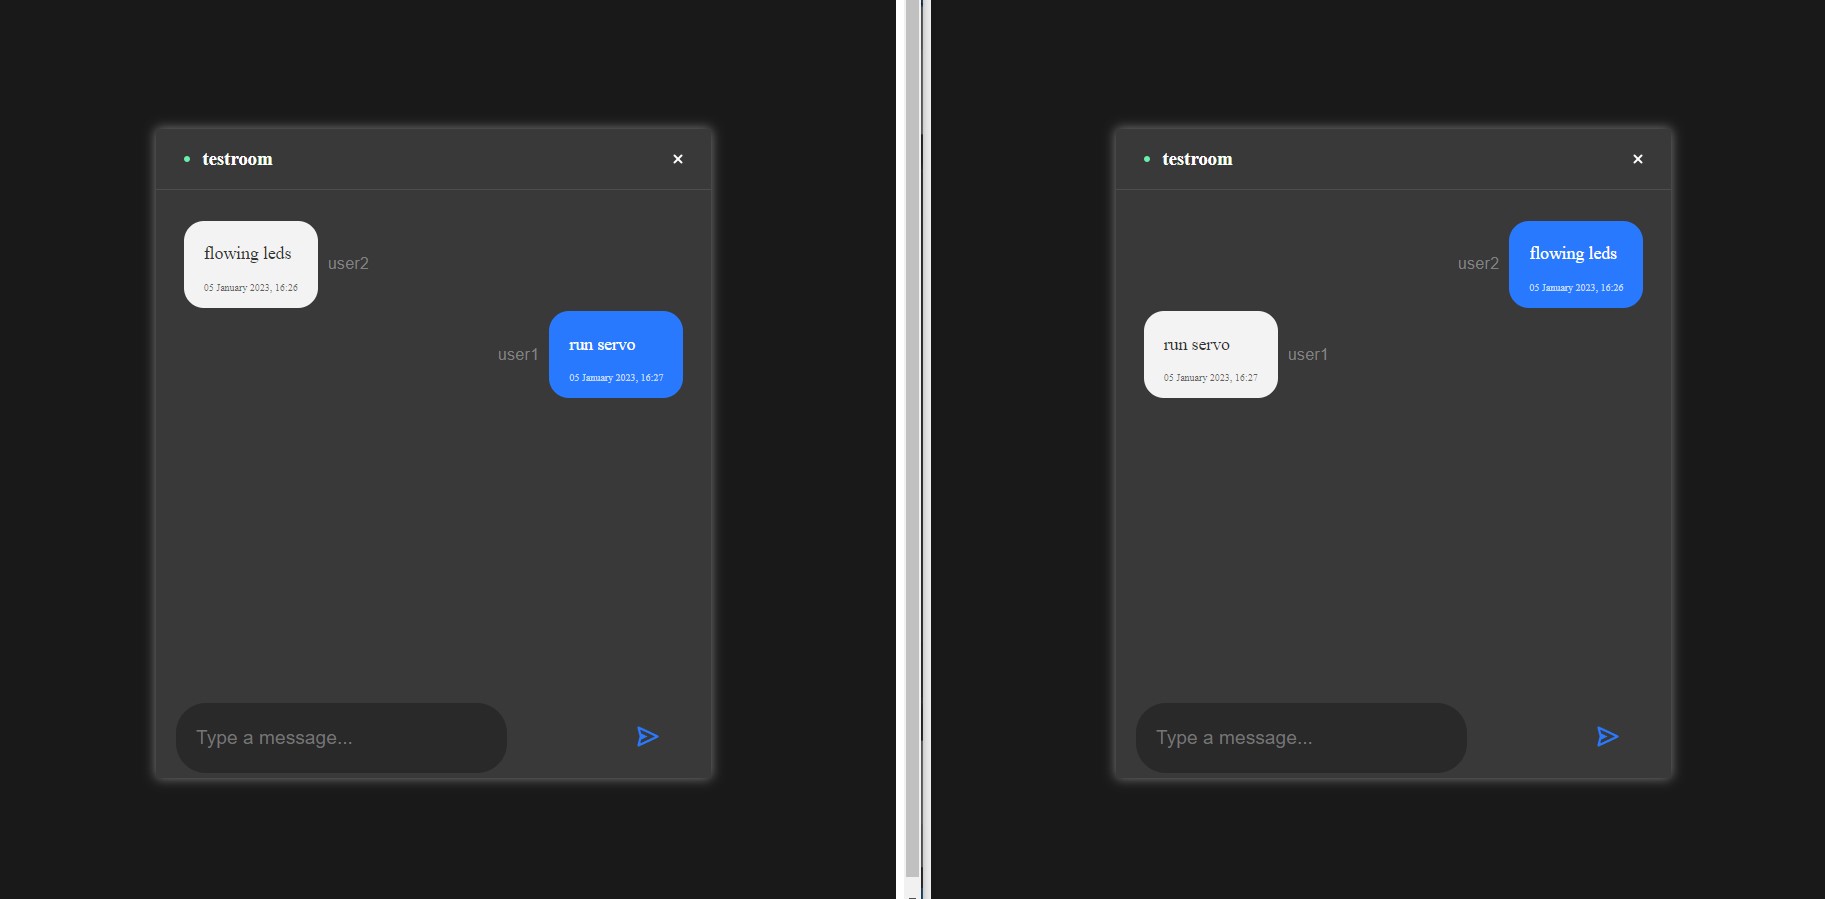 testroom
flowing leds
05 January 2023, 16:26
user2
user1
run servo
05 January 2023, 16:27
Type a message...
testroom
user2
flowing leds
05 January 2023, 16:26
run servo
05 January 2023, 16:27
user1
Type a message...